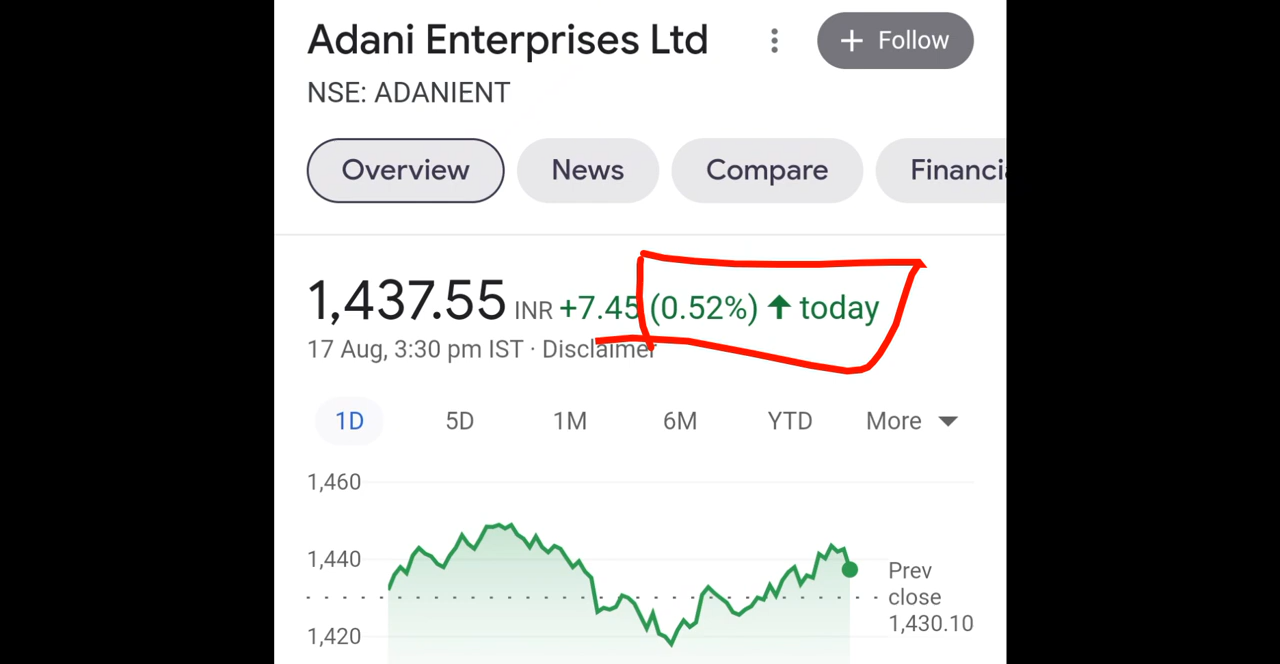 Adani Enterprises Ltd
+ Follow
NSE: ADANIENT
Overview News Compare
1,437.55 INR +7.45 (0.52%) ↑ today
17 Aug, 3:30 pm IST · Disclaimer
1D 5D 1M 6M YTD More
1,460
1,440
Prev
close
1,430.10
1,420